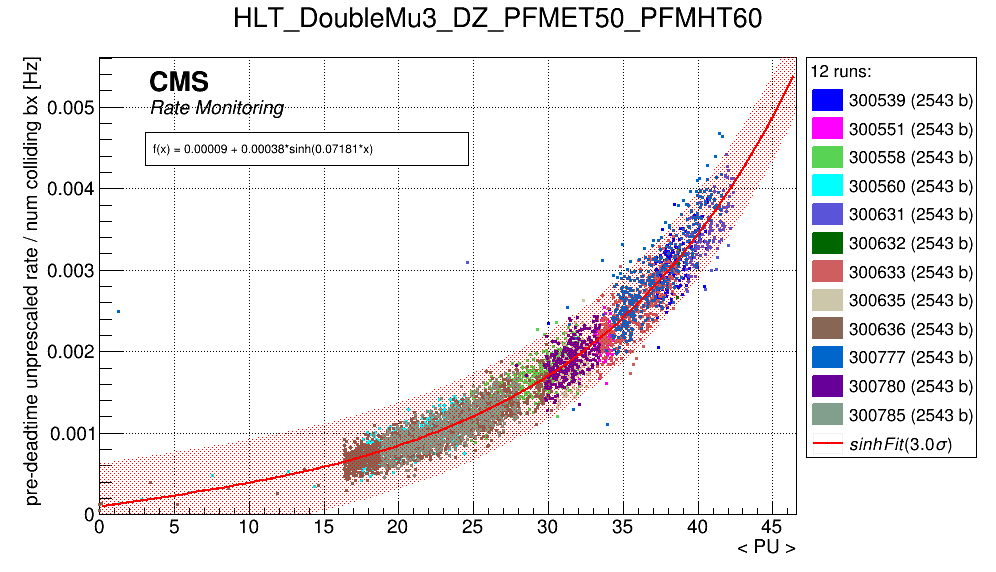 HLT_DoubleMu3_DZ_PFMET50_PFMHT60
pre-deadtime unprescaled rate / num colliding bx [Hz]
CMS
Rate Monitoring
f(x) = 0.00009 + 0.00038*sinh(0.07181*x)
0.005
0.004
0.003
0.002
0.001
0
0 5 10 15 20 25 30 35 40 45
< PU >
12 runs:
300539 (2543 b)
300551 (2543 b)
300558 (2543 b)
300560 (2543 b)
300631 (2543 b)
300632 (2543 b)
300633 (2543 b)
300635 (2543 b)
300636 (2543 b)
300777 (2543 b)
300780 (2543 b)
300785 (2543 b)
sinhFit(3.0σ)